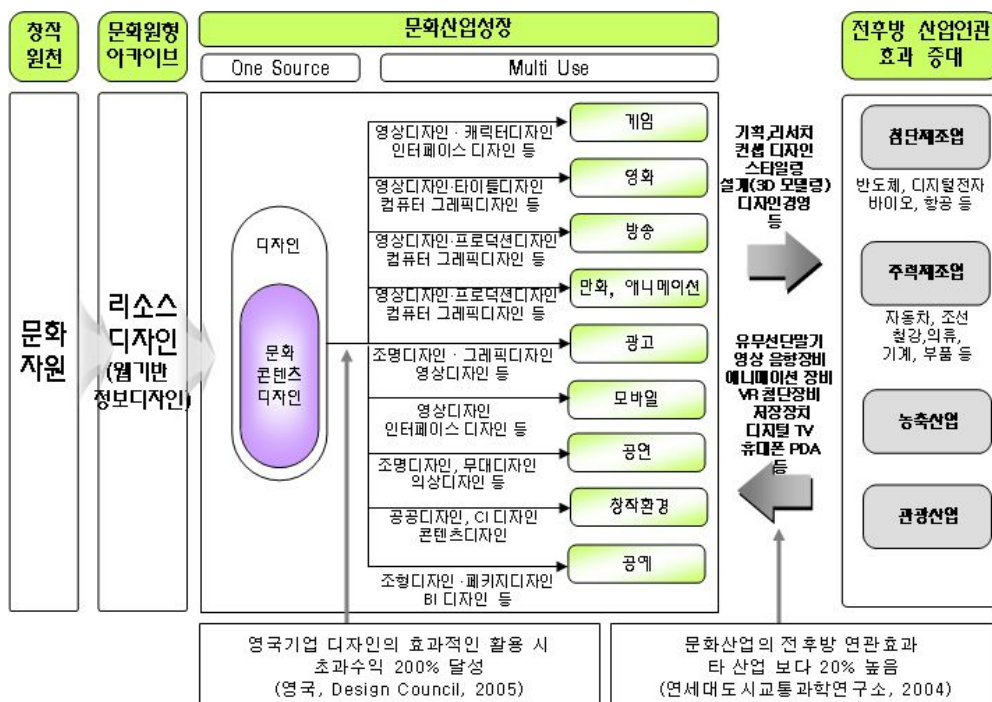 창작
원천
문화원형
아카이브
문화산업성장
One Source
Multi Use
전후방 산업연관
효과 증대
문화
자원
리소스
디자인
(웹기반
정보디자인)
디자인
문화
콘텐츠
디자인
영상디자인 · 캐릭터디자인
인터페이스 디자인 등
게임
영상디자인·타이틀디자인
컴퓨터 그래픽디자인 등
영화
영상디자인·프로덕션디자인
컴퓨터 그래픽디자인 등
방송
영상디자인·프로덕션디자인
컴퓨터 그래픽디자인 등
만화, 애니메이션
조명디자인 · 그래픽디자인
영상디자인 등
광고
영상디자인
인터페이스 디자인 등
모바일
조명디자인, 무대디자인
의상디자인 등
공연
공공디자인, CI 디자인
콘텐츠디자인
창작환경
조형디자인 · 페키지디자인
BI 디자인 등
공예
기획,리서치
컨셉 디자인
스타일링
설계(3D 모델링)
디자인경영
등
유무선단말기
영상 음향장비
애니메이션 장비
VR 첨단장비
저장장치
디지털 TV
휴대폰 PDA
등
첨단제조업
반도체, 디지털전자
바이오, 항공 등
주력제조업
자동차, 조선
철강,의류,
기계, 부품 등
농축산업
관광산업
영국기업 디자인의 효과적인 활용 시
초과수익 200% 달성
(영국, Design Council, 2005)
문화산업의 전후방 연관효과
타 산업 보다 20% 높음
(연세대도시교통과학연구소, 2004)